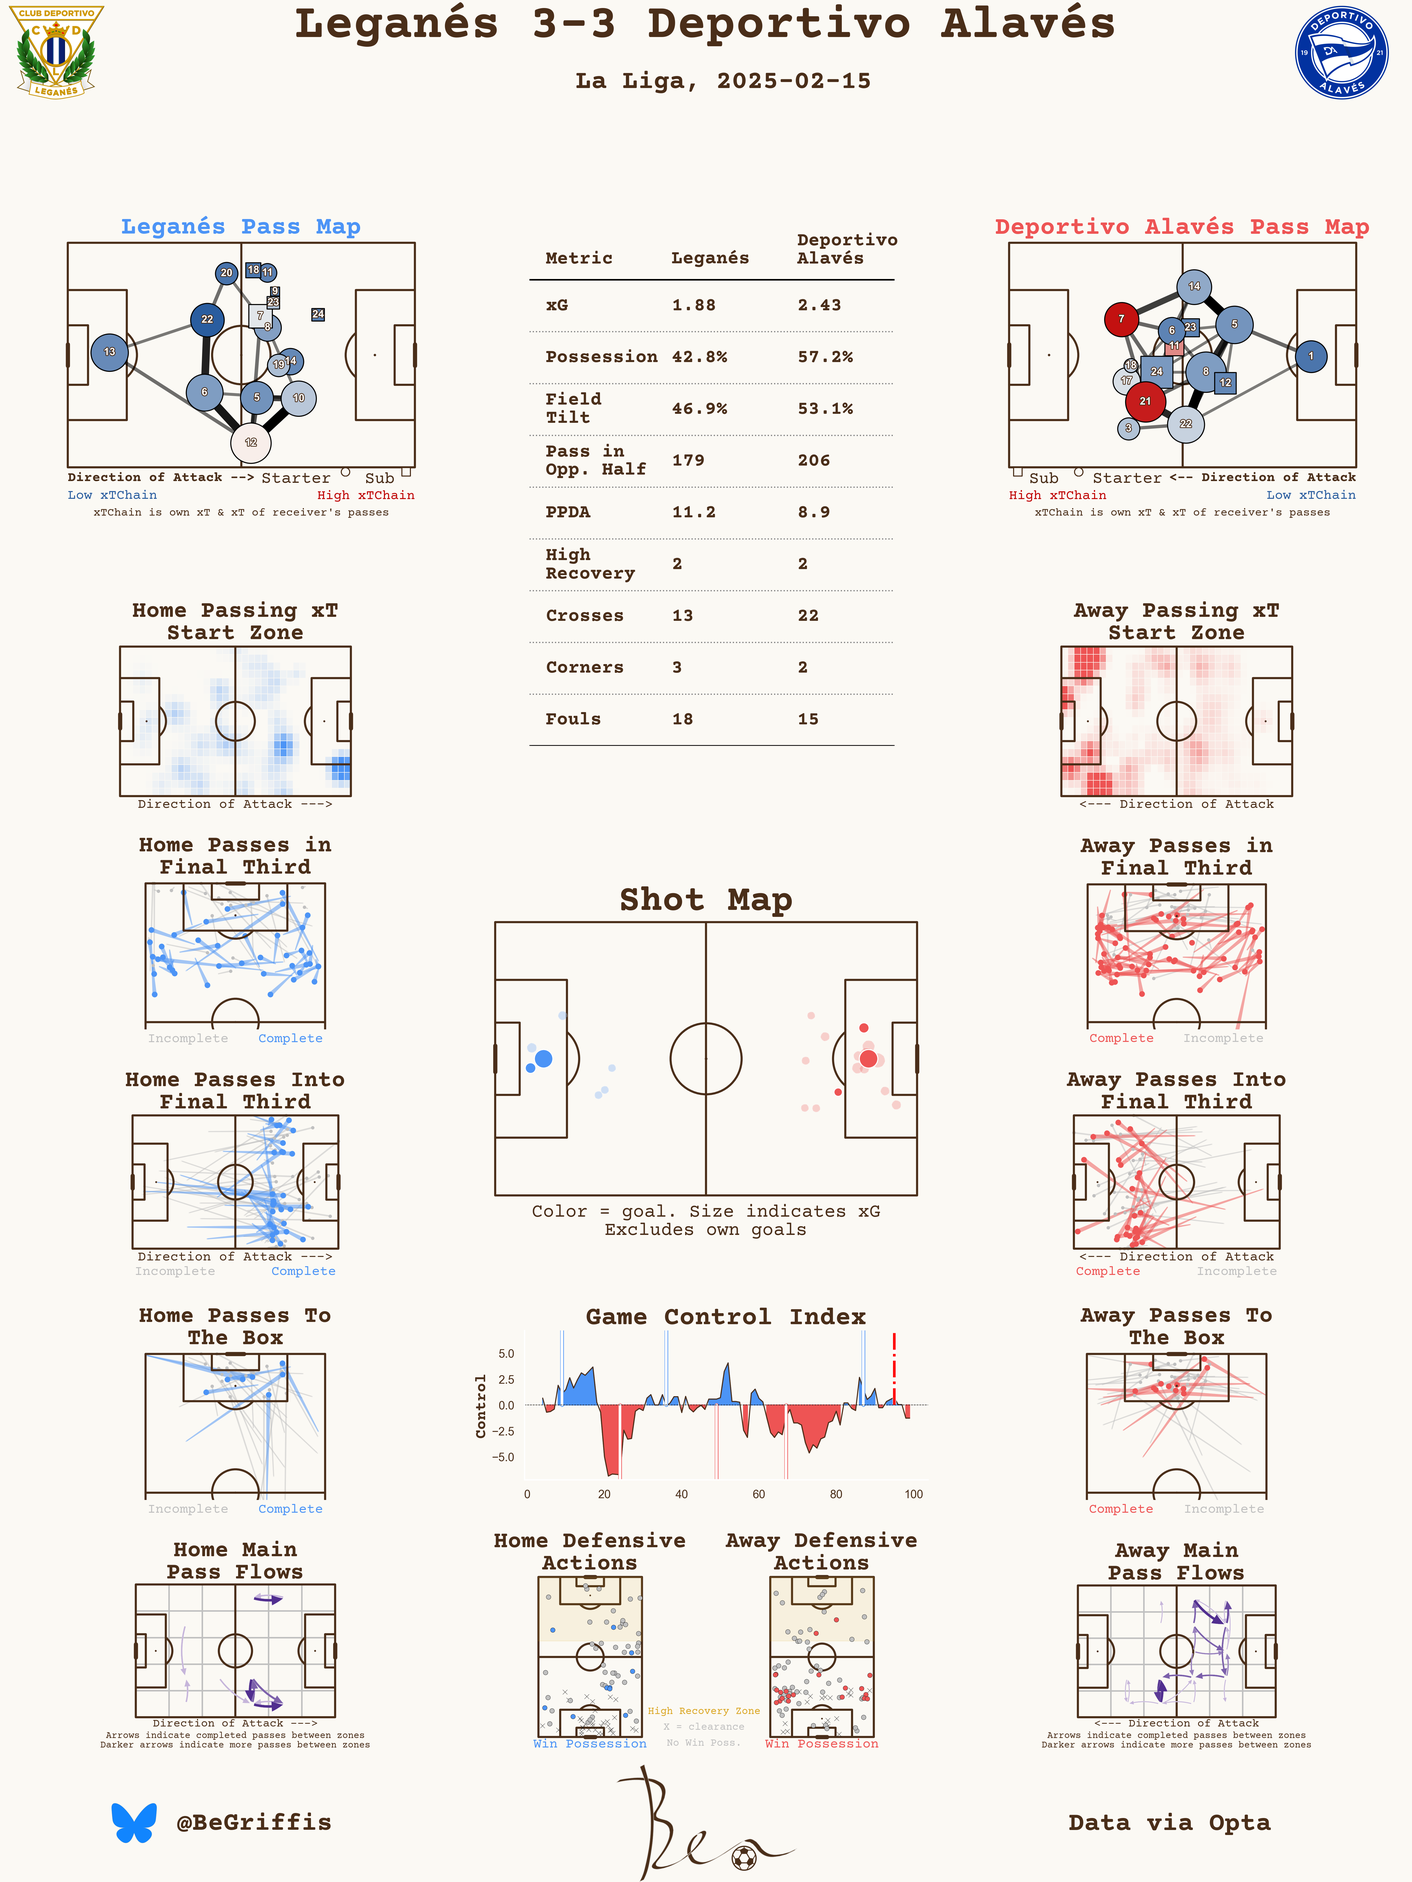 Leganés 3-3 Deportivo Alavés
La Liga, 2025-02-15
CLUB DEPORTIVO
C D
L
LEGANÉS
DEPORTIVO
19 21
DA
ALAVÉS
Leganés Pass Map
20
18
11
9
23
24
7
8
22
13
14
19
6
5
10
12
Direction of Attack --> Starter Sub
Low xTChain High xTChain
xTChain is own xT & xT of receiver's passes
Metric Leganés Deportivo
Alavés
xG 1.88 2.43
Possession 42.8% 57.2%
Field
Tilt 46.9% 53.1%
Pass in
Opp. Half 179 206
PPDA 11.2 8.9
High
Recovery 2 2
Crosses 13 22
Corners 3 2
Fouls 18 15
Deportivo Alavés Pass Map
14
7
6
23
5
11
1
18
17
24
8
12
21
3
22
Sub Starter <-- Direction of Attack
High xTChain Low xTChain
xTChain is own xT & xT of receiver's passes
Home Passing xT
Start Zone
Direction of Attack --->
Away Passing xT
Start Zone
<--- Direction of Attack
Home Passes in
Final Third
Incomplete Complete
Away Passes in
Final Third
Complete Incomplete
Shot Map
Color = goal. Size indicates xG
Excludes own goals
Home Passes Into
Final Third
Direction of Attack --->
Incomplete Complete
Away Passes Into
Final Third
<--- Direction of Attack
Complete Incomplete
Home Passes To
The Box
Incomplete Complete
Game Control Index
Control
5.0
2.5
0.0
−2.5
−5.0
0 20 40 60 80 100
Away Passes To
The Box
Complete Incomplete
Home Main
Pass Flows
Direction of Attack --->
Arrows indicate completed passes between zones
Darker arrows indicate more passes between zones
Home Defensive
Actions
Win Possession
Away Defensive
Actions
Win Possession
High Recovery Zone
X = clearance
No Win Poss.
Away Main
Pass Flows
<--- Direction of Attack
Arrows indicate completed passes between zones
Darker arrows indicate more passes between zones
@BeGriffis
Ben
Data via Opta